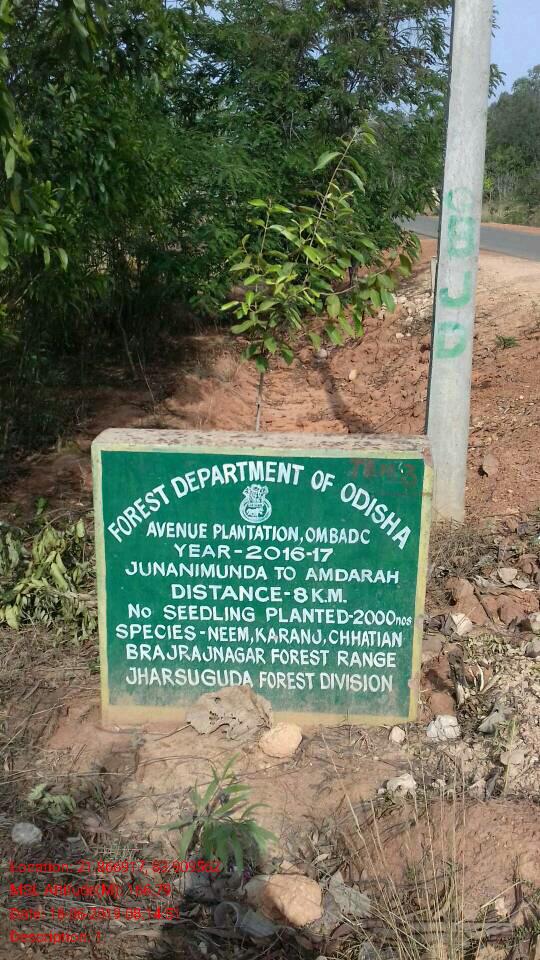 BJD
FOREST DEPARTMENT OF ODISHA
AVENUE PLANTATION, OMBADC
YEAR-2016-17
JUNANIMUNDA TO AMDARAH
DISTANCE-8 K.M.
No SEEDLING PLANTED-2000nos
SPECIES-NEEM, KARANJ, CHHATIAN
BRAJRAJNAGAR FOREST RANGE
JHARSUGUDA FOREST DIVISION
Location: 21.866917, 83.909562
MSL Altitude(M):
Date:
Description: 1